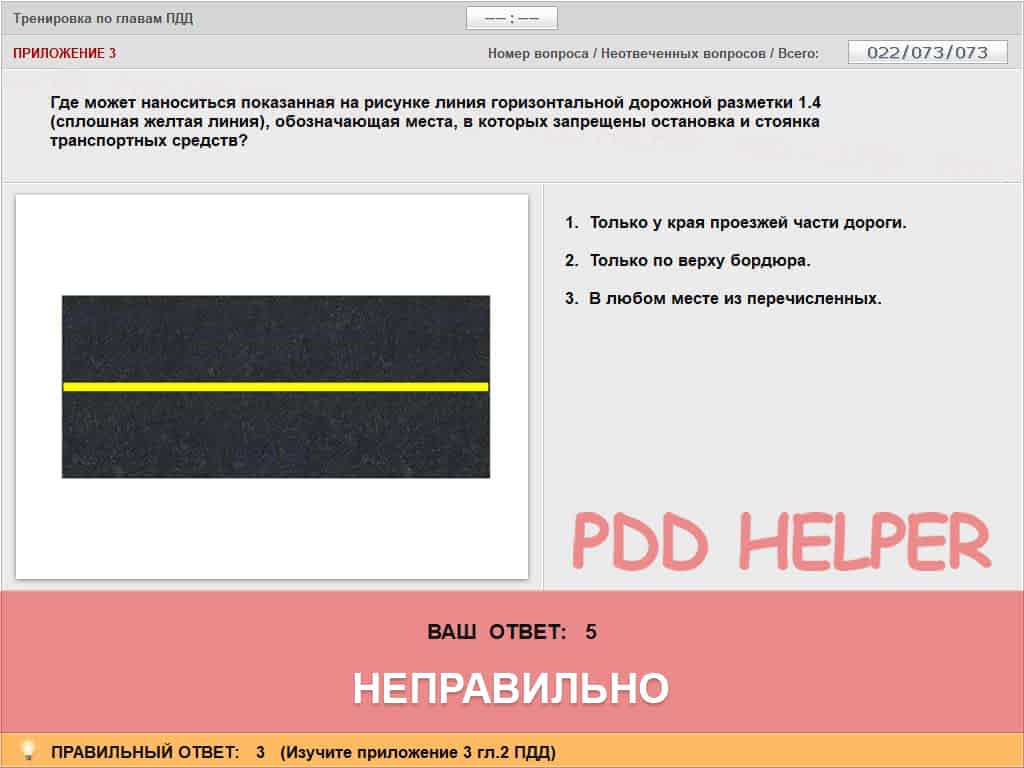 Тренировка по главам ПДД
—— : ——
ПРИЛОЖЕНИЕ 3
Номер вопроса / Неотвеченных вопросов / Всего:
022/073/073
Где может наноситься показанная на рисунке линия горизонтальной дорожной разметки 1.4
(сплошная желтая линия), обозначающая места, в которых запрещены остановка и стоянка
транспортных средств?
1. Только у края проезжей части дороги.
2. Только по верху бордюра.
3. В любом месте из перечисленных.
PDD HELPER
ВАШ ОТВЕТ: 5
НЕПРАВИЛЬНО
ПРАВИЛЬНЫЙ ОТВЕТ: 3 (Изучите приложение 3 гл.2 ПДД)